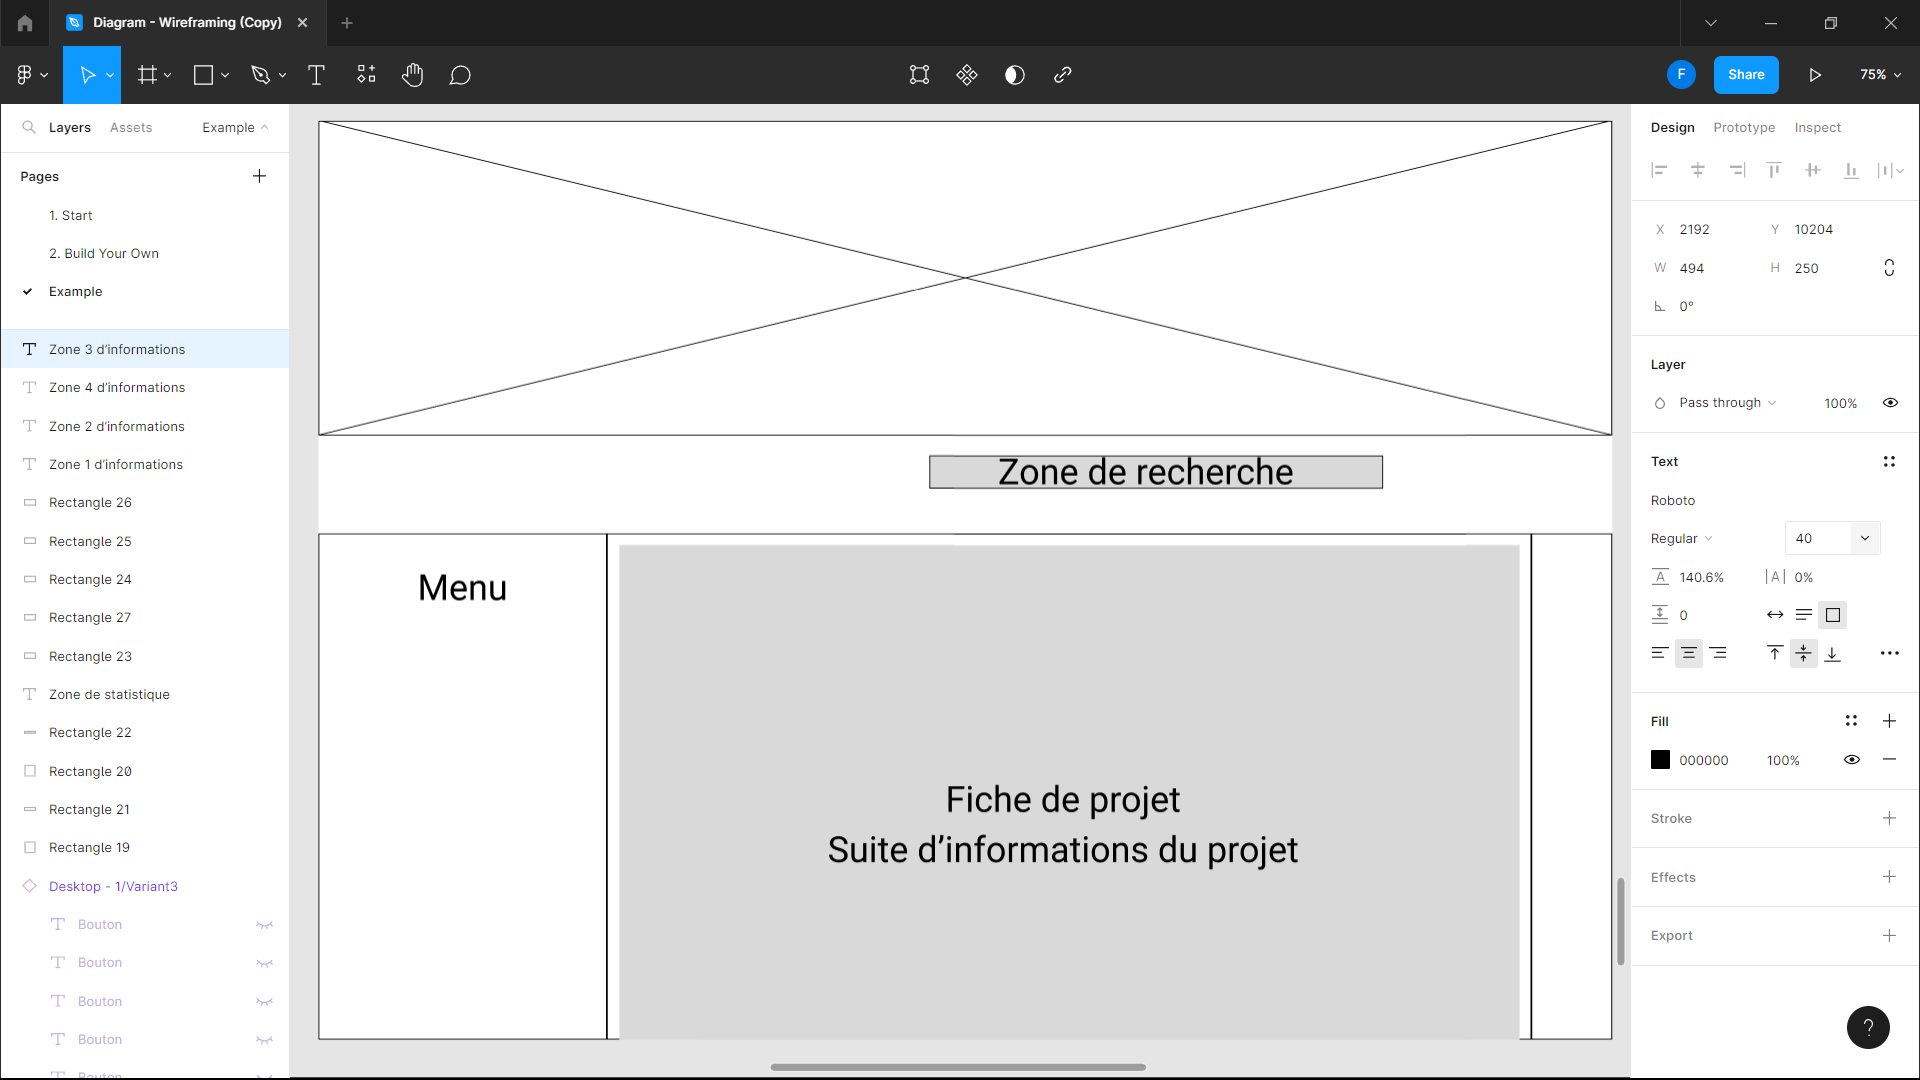 Diagram - Wireframing (Copy)
F
Share
75%
Layers
Assets
Example
Pages
1. Start
2. Build Your Own
Example
Zone 3 d’informations
Zone 4 d’informations
Zone 2 d’informations
Zone 1 d’informations
Rectangle 26
Rectangle 25
Rectangle 24
Rectangle 27
Rectangle 23
Zone de statistique
Rectangle 22
Rectangle 20
Rectangle 21
Rectangle 19
Desktop - 1/Variant3
Bouton
Bouton
Bouton
Bouton
Bouton
Zone de recherche
Menu
Fiche de projet
Suite d’informations du projet
Design
Prototype
Inspect
X 2192 Y 10204
W 494 H 250
0°
Layer
Pass through 100%
Text
Roboto
Regular 40
140.6% 0%
0
Fill
000000 100%
Stroke
Effects
Export
?